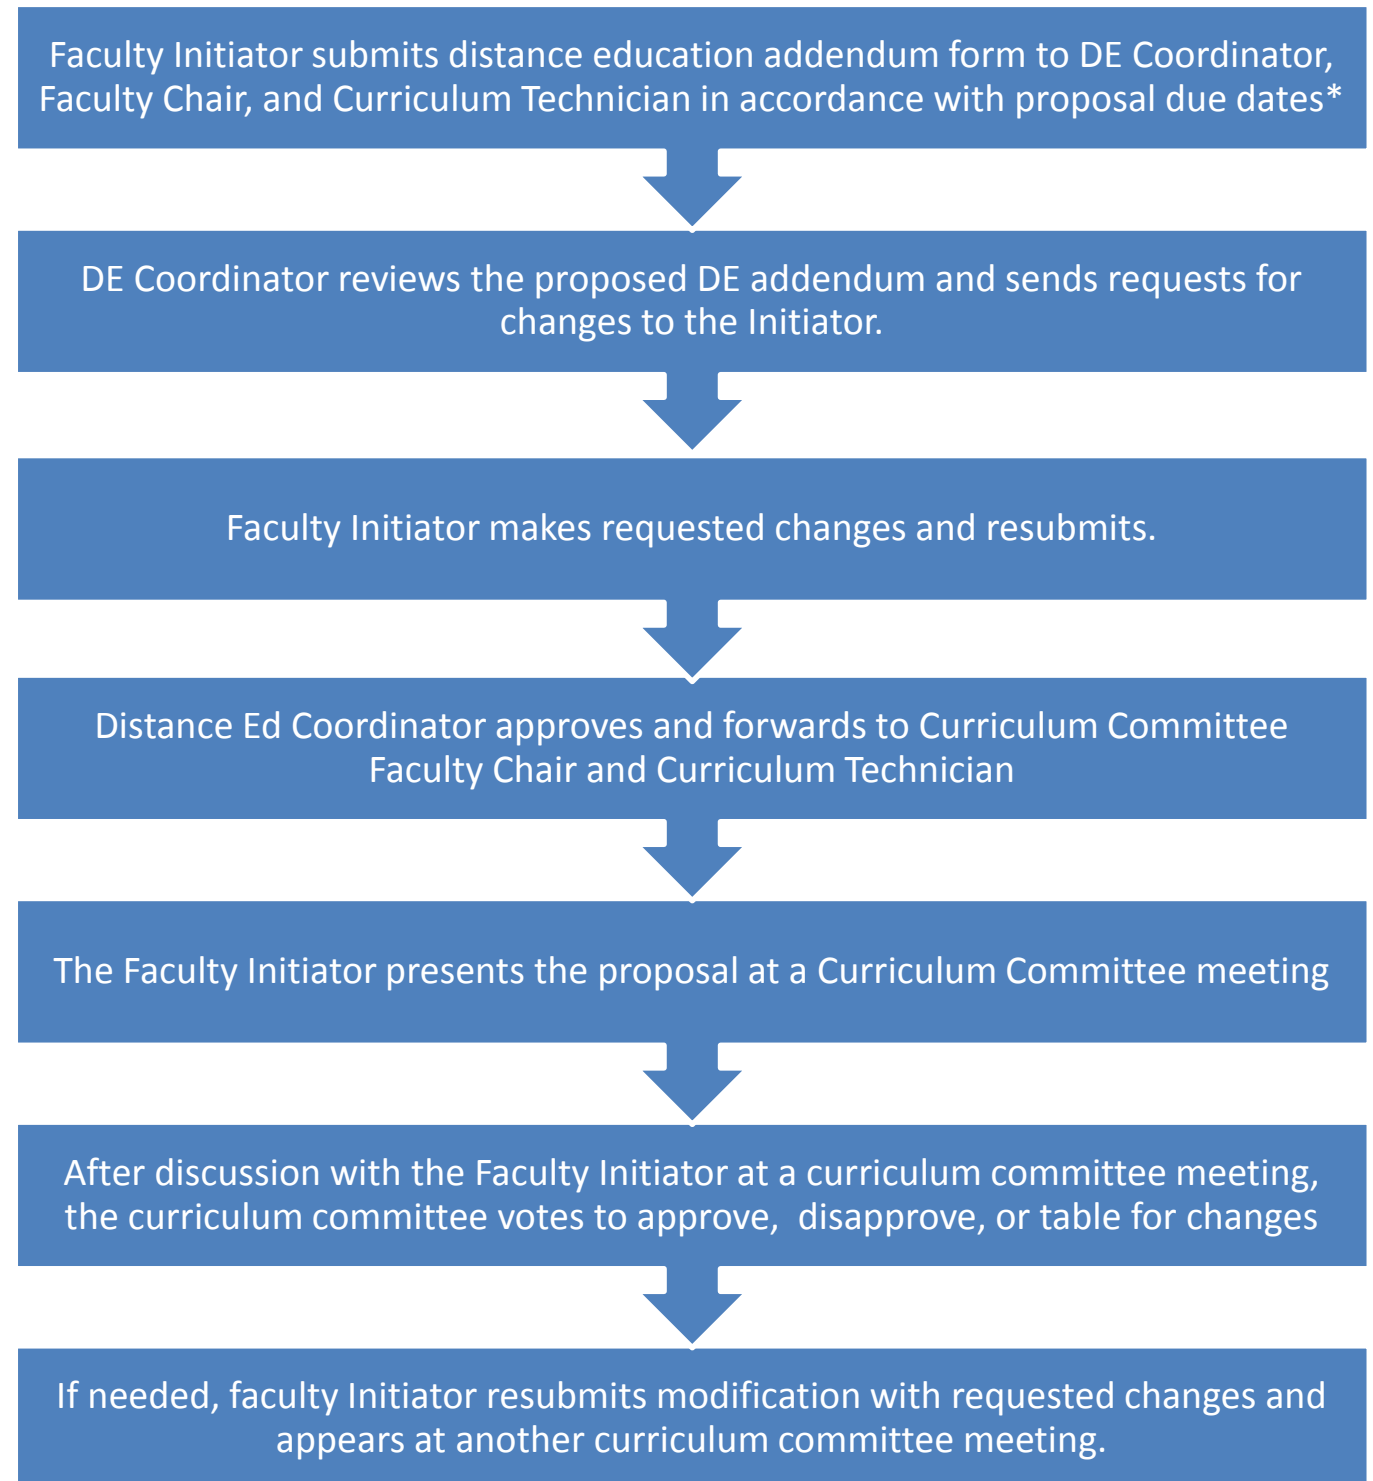 Faculty Initiator submits distance education addendum form to DE Coordinator,
Faculty Chair, and Curriculum Technician in accordance with proposal due dates*
DE Coordinator reviews the proposed DE addendum and sends requests for
changes to the Initiator.
Faculty Initiator makes requested changes and resubmits.
Distance Ed Coordinator approves and forwards to Curriculum Committee
Faculty Chair and Curriculum Technician
The Faculty Initiator presents the proposal at a Curriculum Committee meeting
After discussion with the Faculty Initiator at a curriculum committee meeting,
the curriculum committee votes to approve,  disapprove, or table for changes
If needed, faculty Initiator resubmits modification with requested changes and
appears at another curriculum committee meeting.